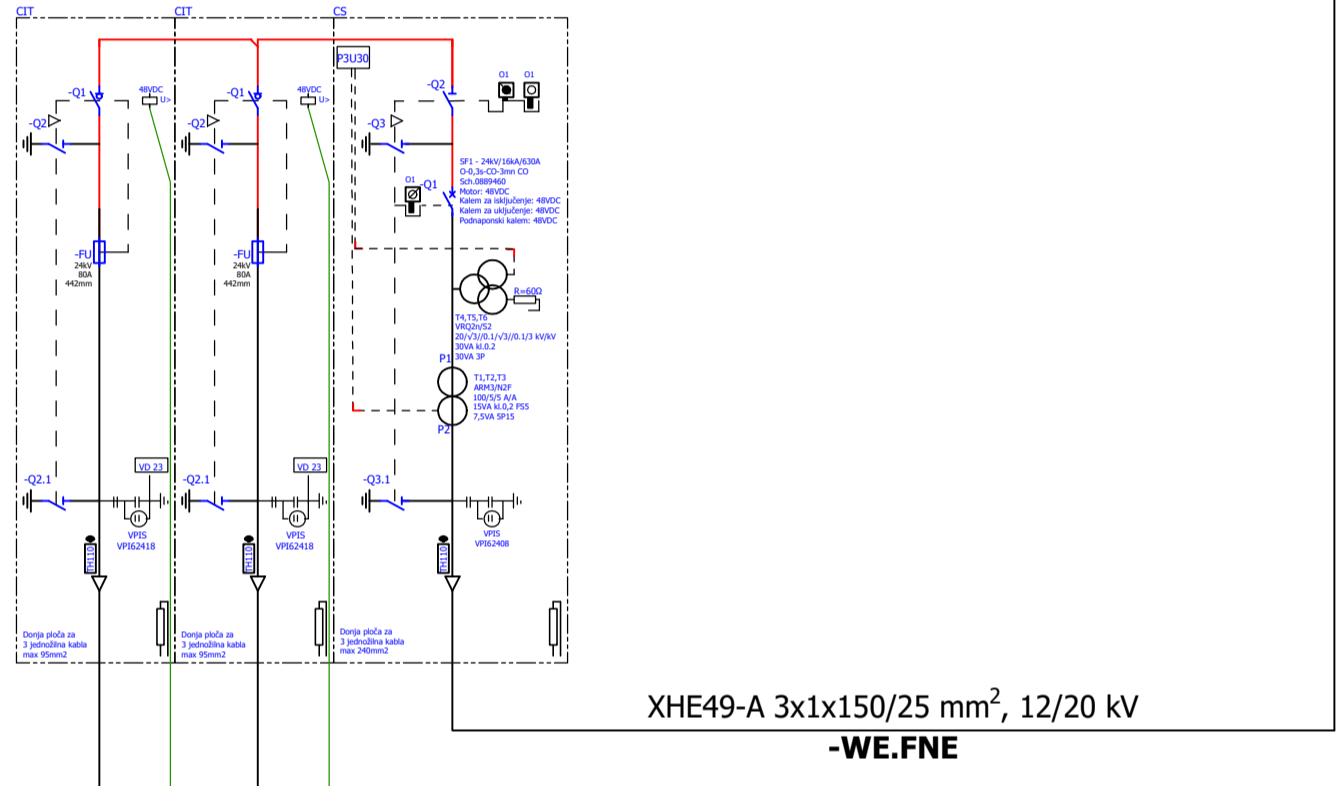 CIT
-Q1
48VDC
U>
-Q2
-FU
24kV
80A
442mm
-Q2.1
VD 23
VPIS
VPI62418
TH110
Donja ploča za
3 jednožilna kabla
max 95mm2
CIT
-Q1
48VDC
U>
-Q2
-FU
24kV
80A
442mm
-Q2.1
VD 23
VPIS
VPI62418
TH110
Donja ploča za
3 jednožilna kabla
max 95mm2
CS
P3U30
-Q2
O1
O1
-Q3
SF1 - 24kV/16kA/630A
O-0,3s-CO-3mn CO
Sch.0889460
Motor: 48VDC
Kalem za isključenje: 48VDC
Kalem za uključenje: 48VDC
Podnaponski kalem: 48VDC
O1
-Q1
R=60Ω
T4,T5,T6
VRQ2n/S2
20/√3//0.1/√3//0.1/3 kV/kV
30VA kl.0.2
30VA 3P
P1
T1,T2,T3
ARM3/N2F
100/5/5 A/A
15VA kl.0,2 FS5
7,5VA 5P15
P2
-Q3.1
VPIS
VPI62408
TH110
Donja ploča za
3 jednožilna kabla
max 240mm2
XHE49-A 3x1x150/25 mm², 12/20 kV
-WE.FNE